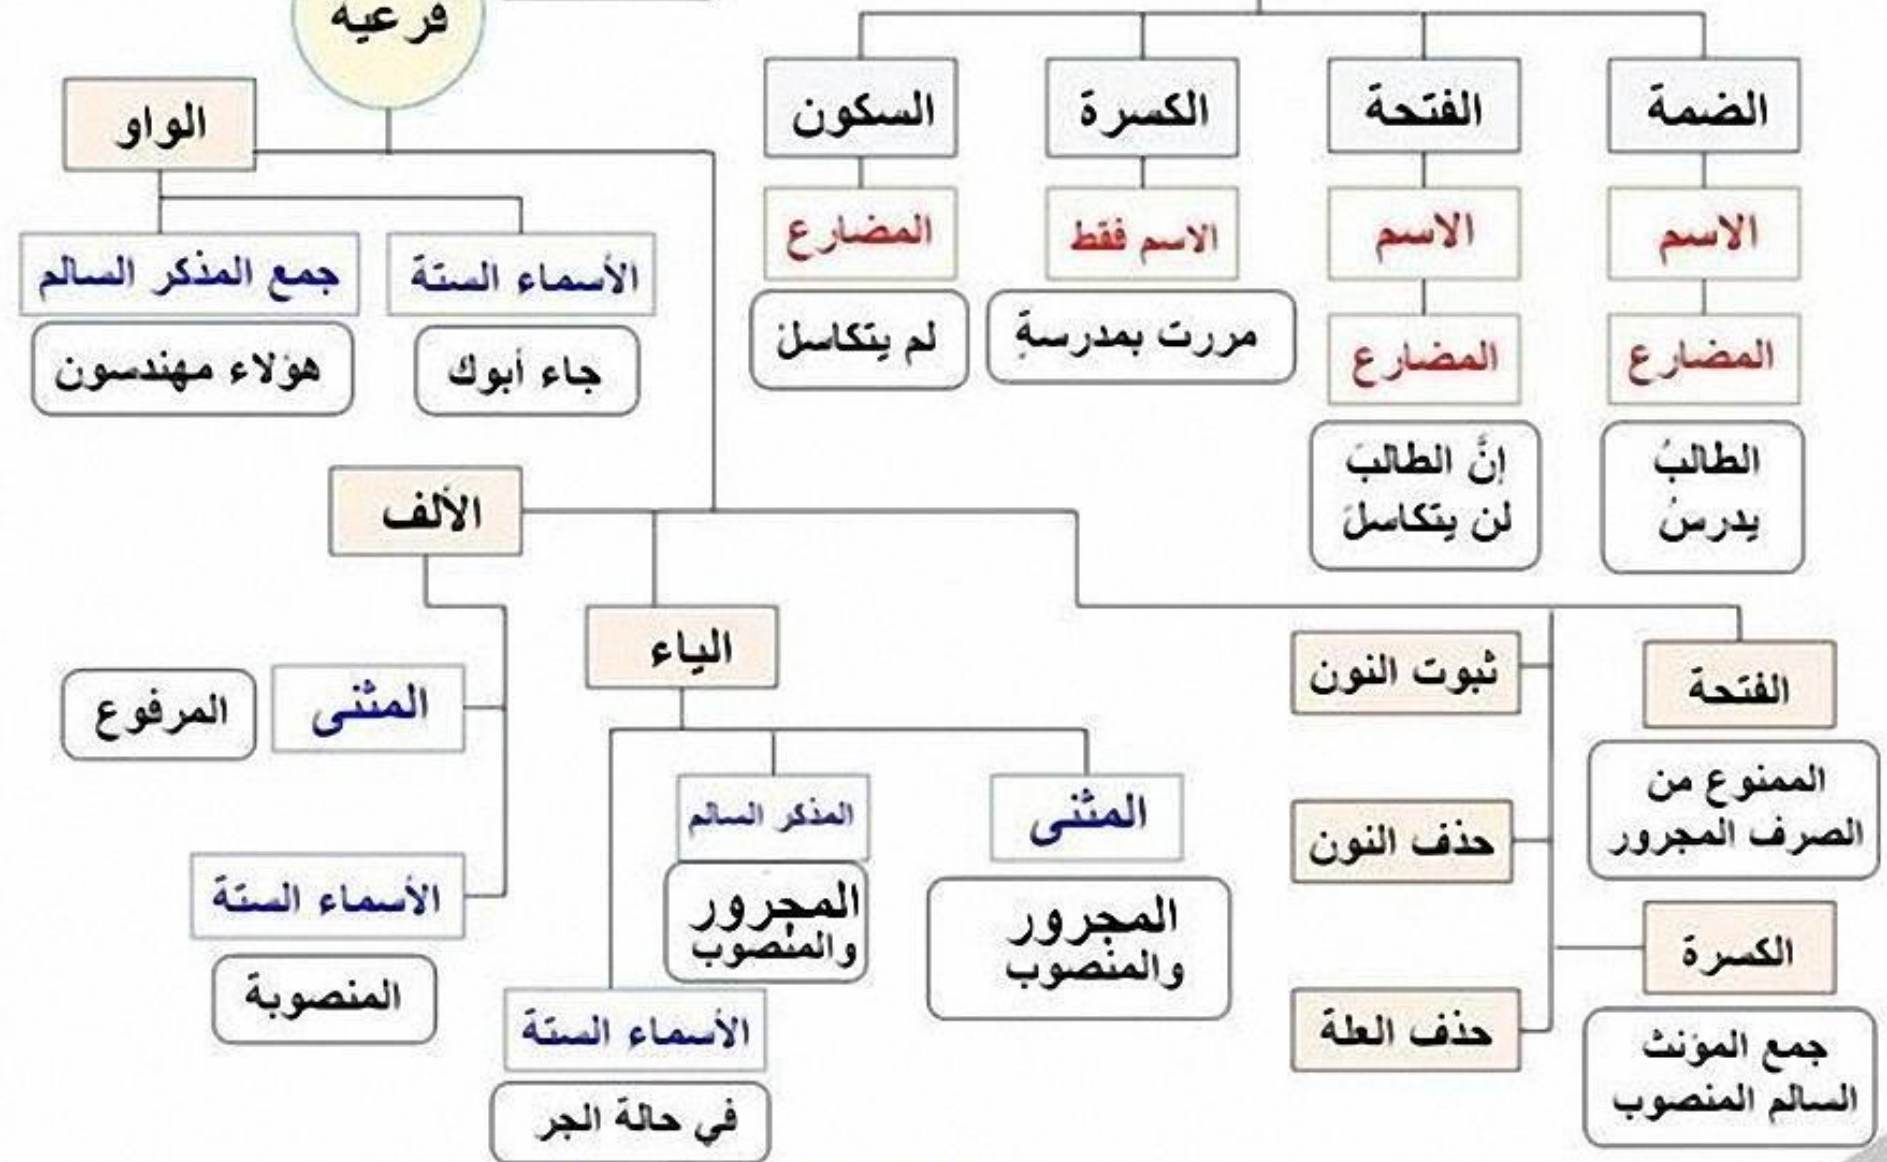 فرعية
الضمة
الفتحة
الكسرة
السكون
الواو
الاسم
الاسم
الاسم فقط
المضارع
الأسماء الستة
جمع المذكر السالم
المضارع
المضارع
مررت بمدرسةٍ
لم يتكاسلْ
جاء أبوك
هؤلاء مهندسون
الطالبُ
يدرسُ
إنَّ الطالبَ
لن يتكاسلَ
الألف
الياء
المثنى
المرفوع
الأسماء الستة
المنصوبة
المثنى
المجرور
والمنصوب
المذكر السالم
المجرور
والمنصوب
الأسماء الستة
في حالة الجر
الفتحة
الممنوع من
الصرف المجرور
الكسرة
جمع المؤنث
السالم المنصوب
ثبوت النون
حذف النون
حذف العلة